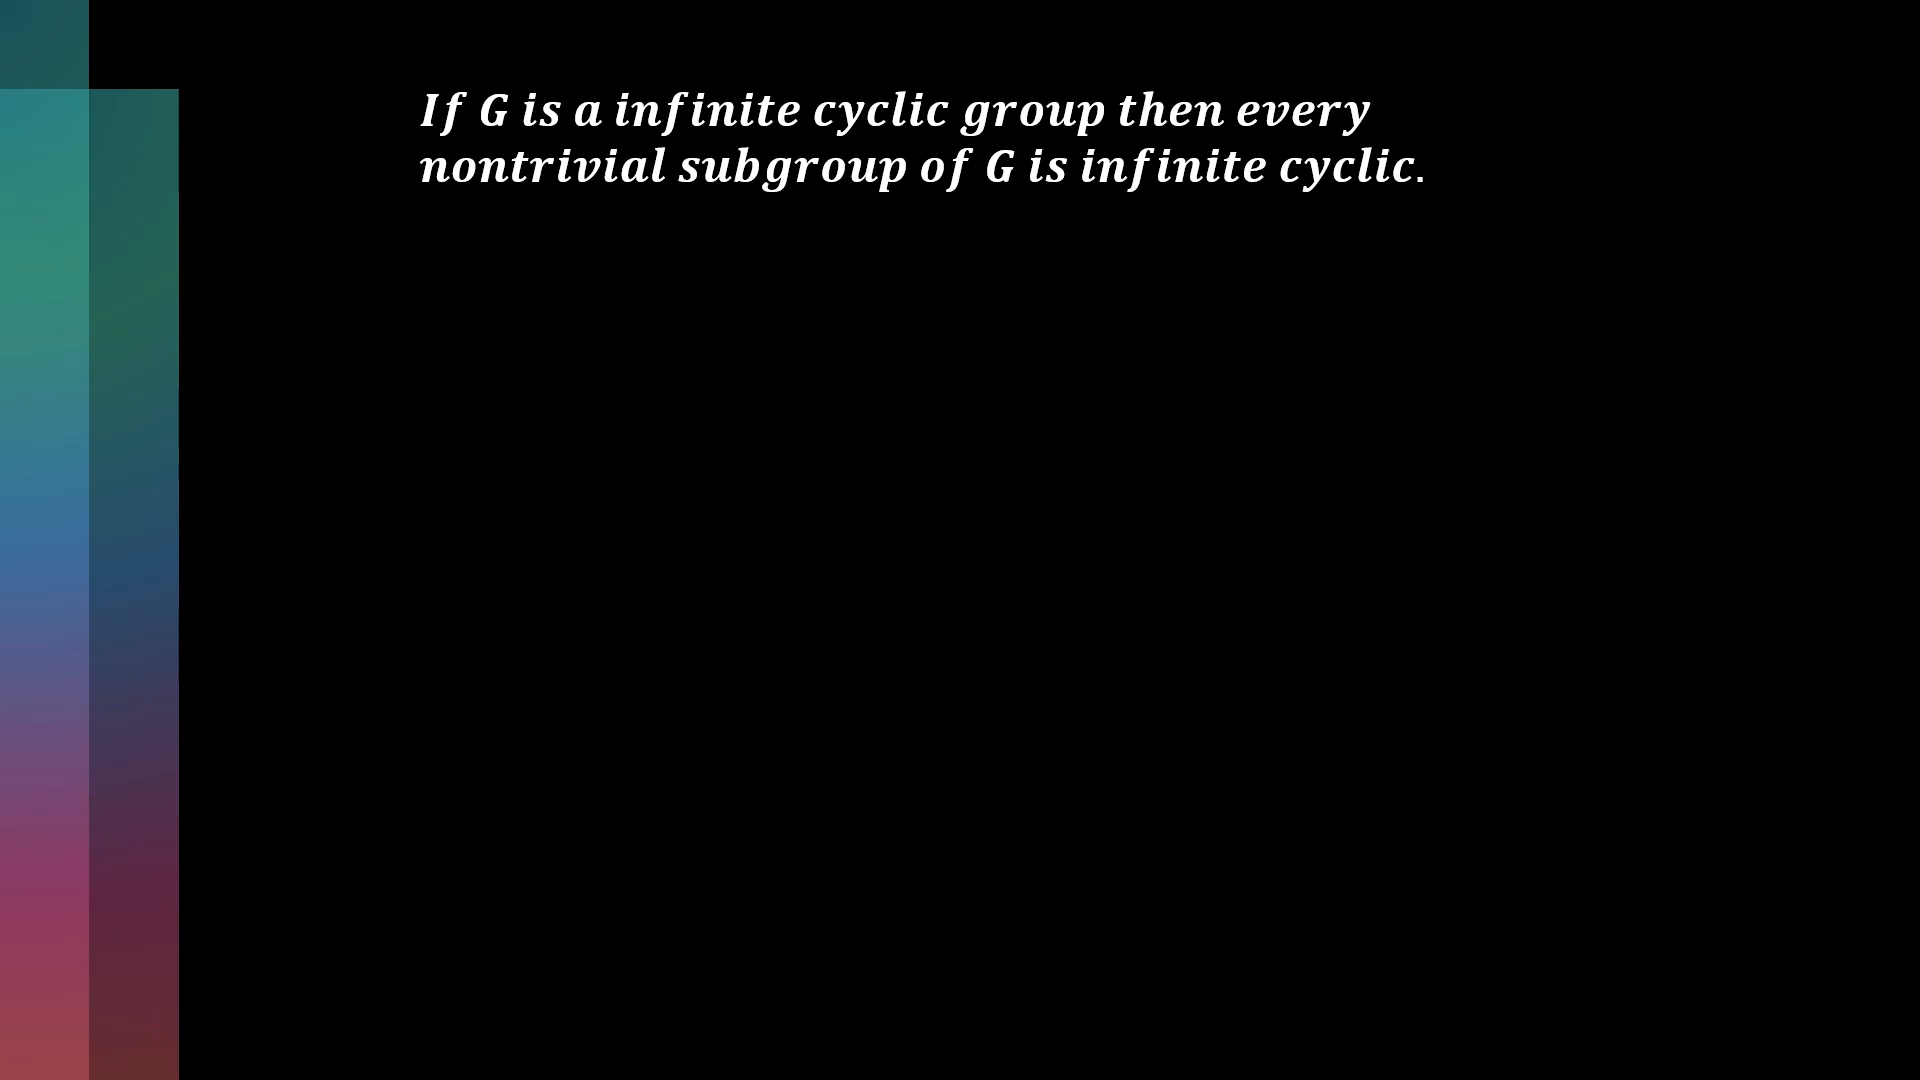 If G is a infinite cyclic group then every
nontrivial subgroup of G is infinite cyclic.